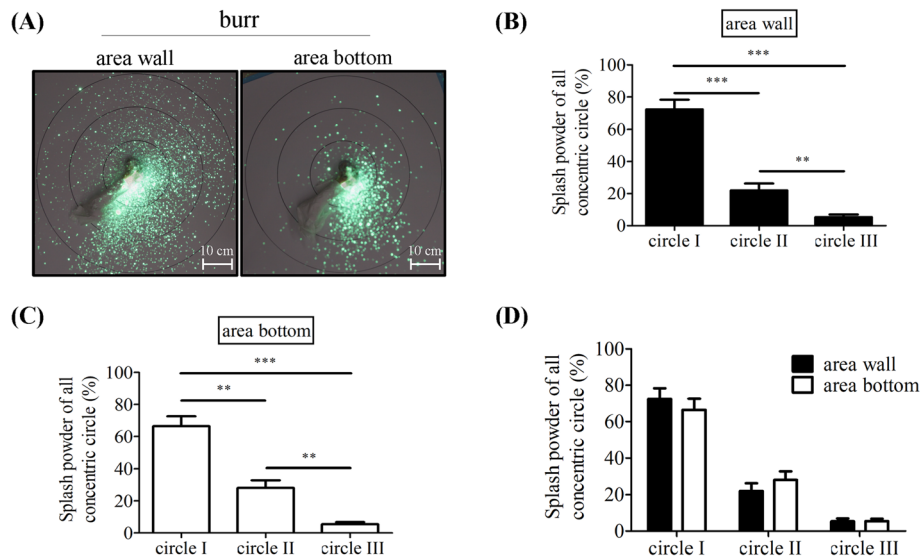 (A)
burr
area wall
area bottom
10 cm
10 cm
(B)
area wall
Splash powder of all
concentric circle (%)
100
80
60
40
20
0
***
***
**
circle I
circle II
circle III
(C)
area bottom
Splash powder of all
concentric circle (%)
100
80
60
40
20
0
***
**
**
circle I
circle II
circle III
(D)
Splash powder of all
concentric circle (%)
100
80
60
40
20
0
area wall
area bottom
circle I
circle II
circle III